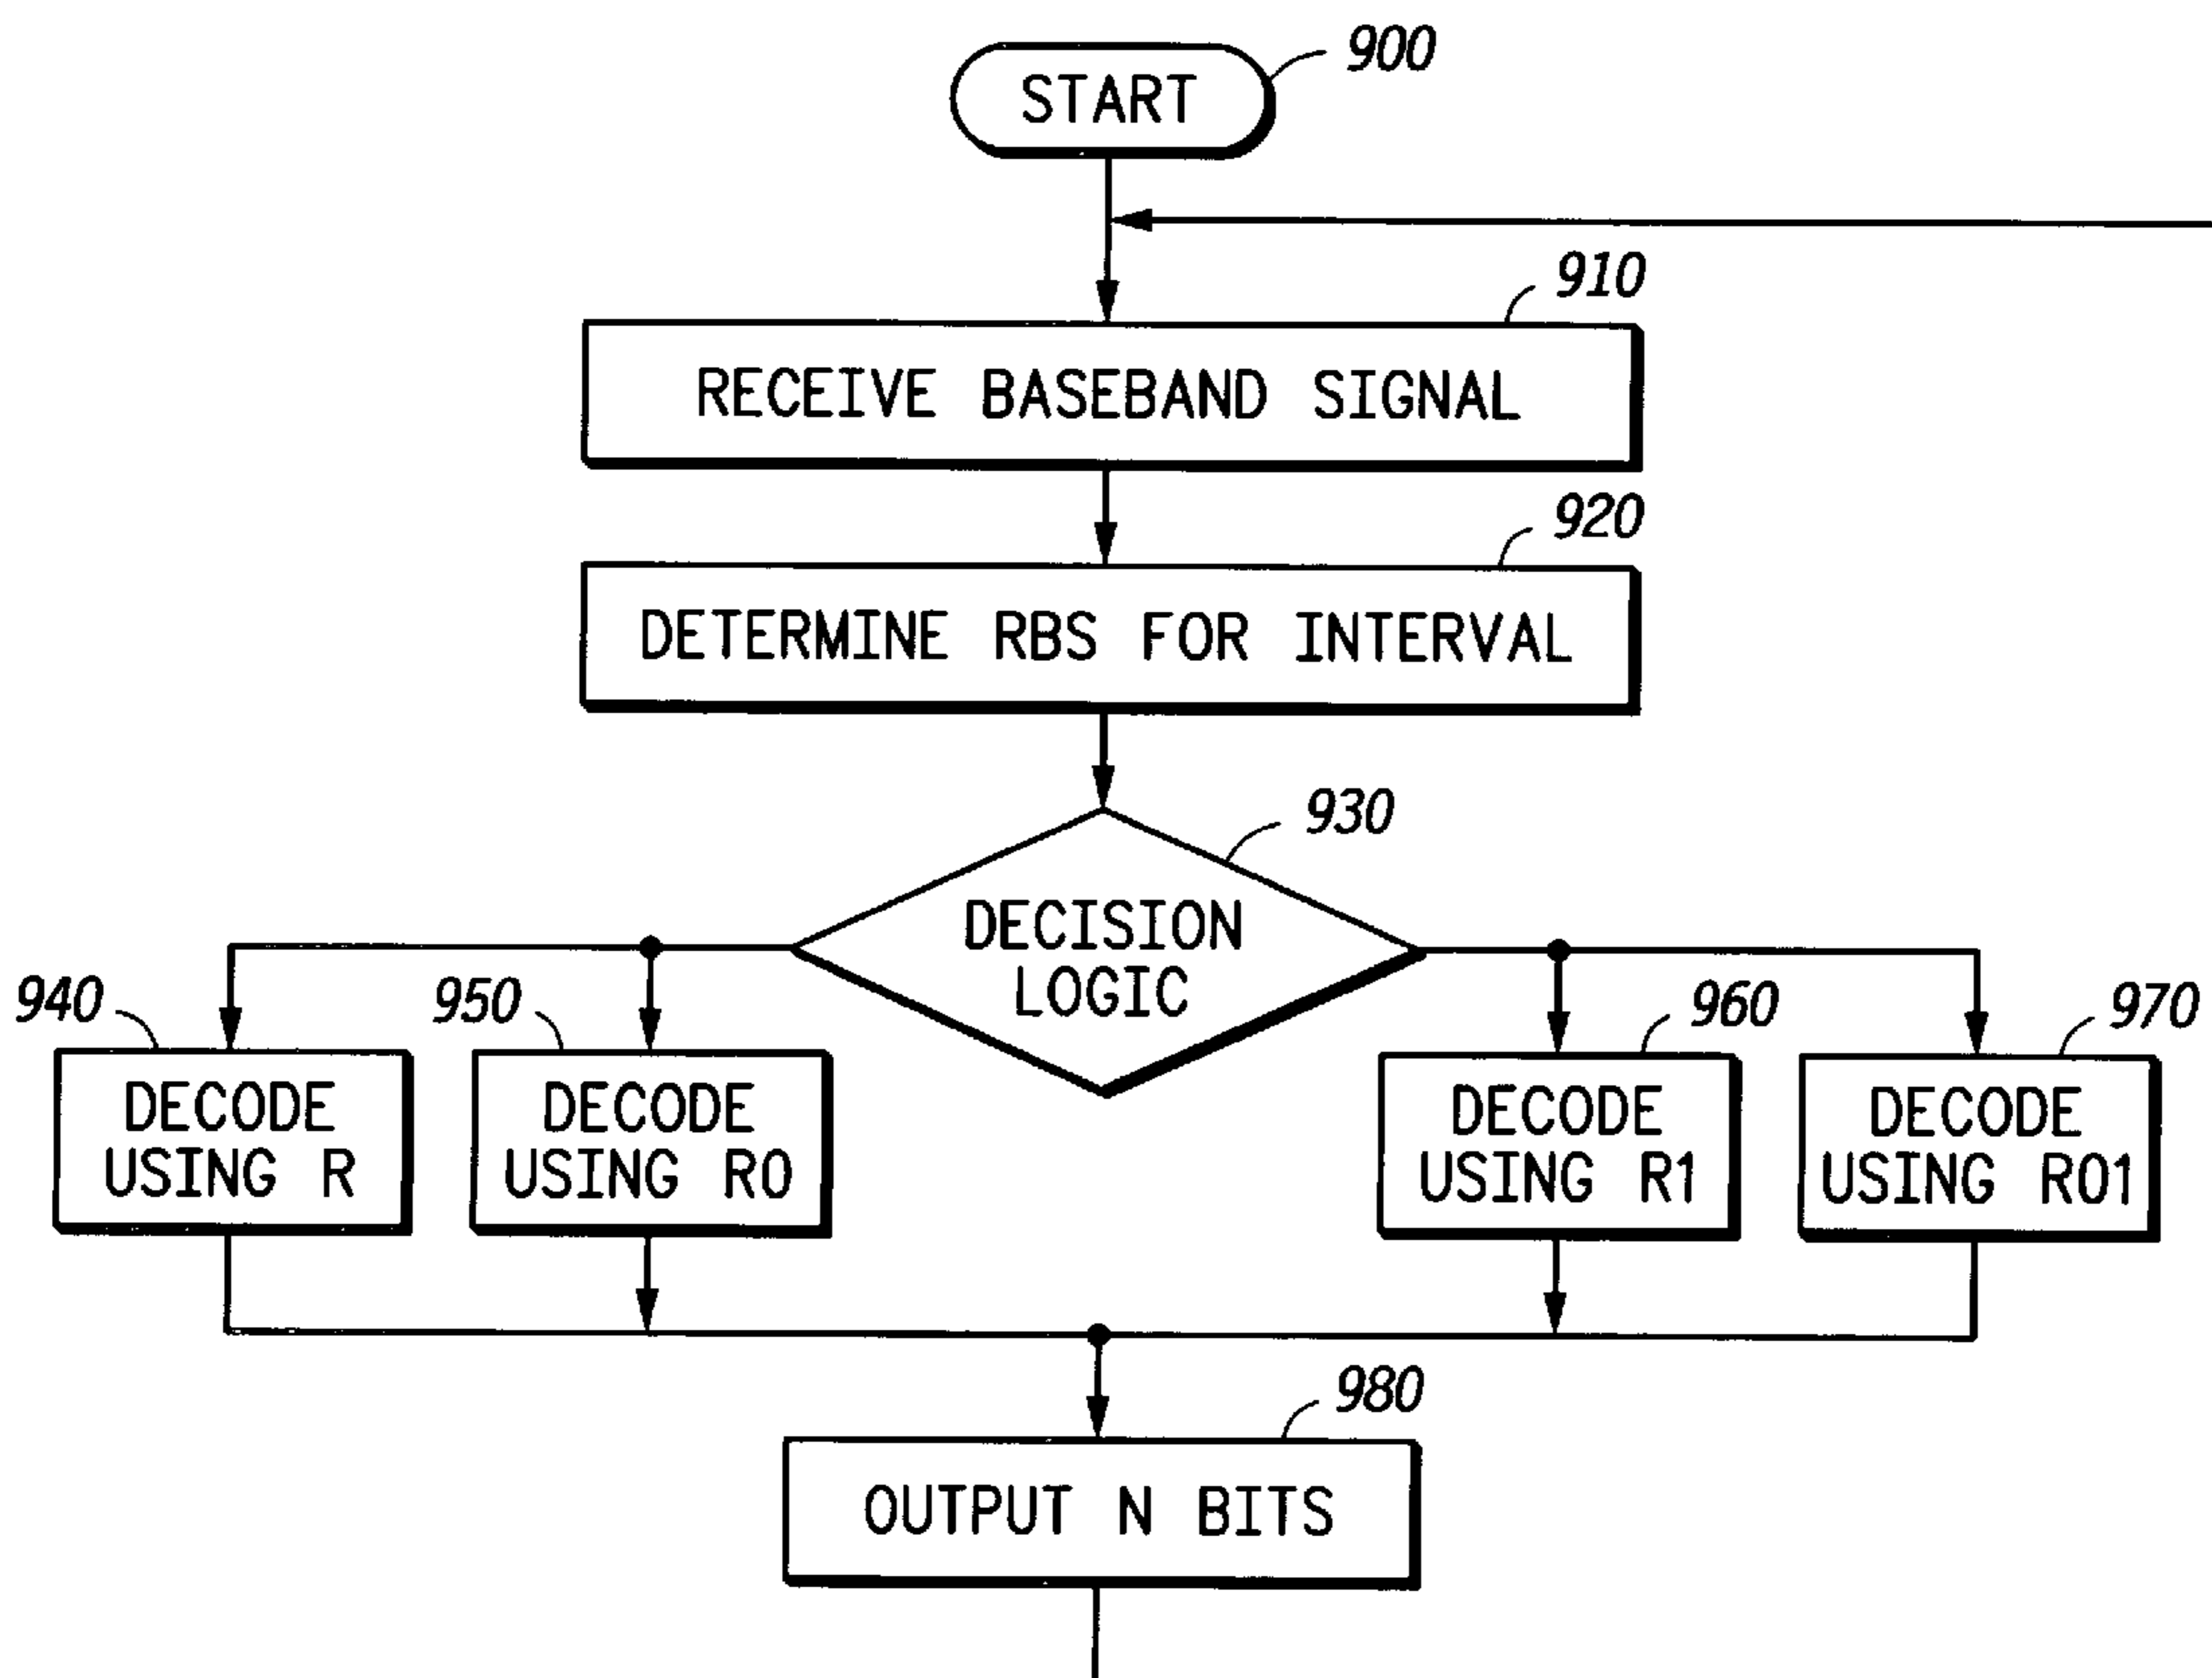 START
900
910
RECEIVE BASEBAND SIGNAL
920
DETERMINE RBS FOR INTERVAL
930
DECISION
LOGIC
940
DECODE
USING R
950
DECODE
USING R0
960
DECODE
USING R1
970
DECODE
USING R01
980
OUTPUT N BITS